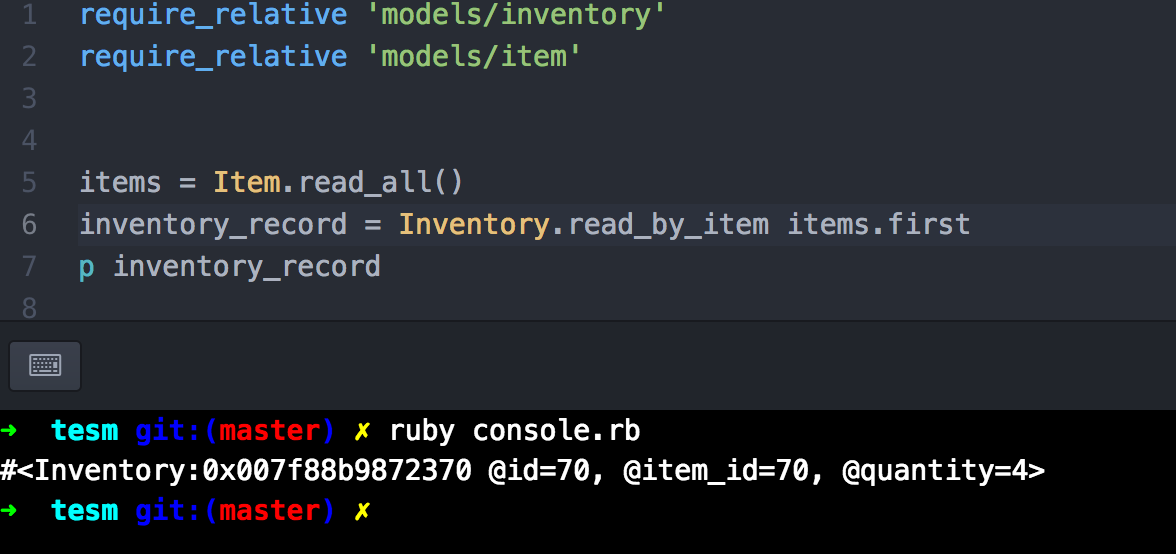 1 require_relative 'models/inventory'
2 require_relative 'models/item'
3
4
5 items = Item.read_all()
6 inventory_record = Inventory.read_by_item items.first
7 p inventory_record
8
➜ tesm git:(master) ✗ ruby console.rb
#<Inventory:0x007f88b9872370 @id=70, @item_id=70, @quantity=4>
➜ tesm git:(master) ✗